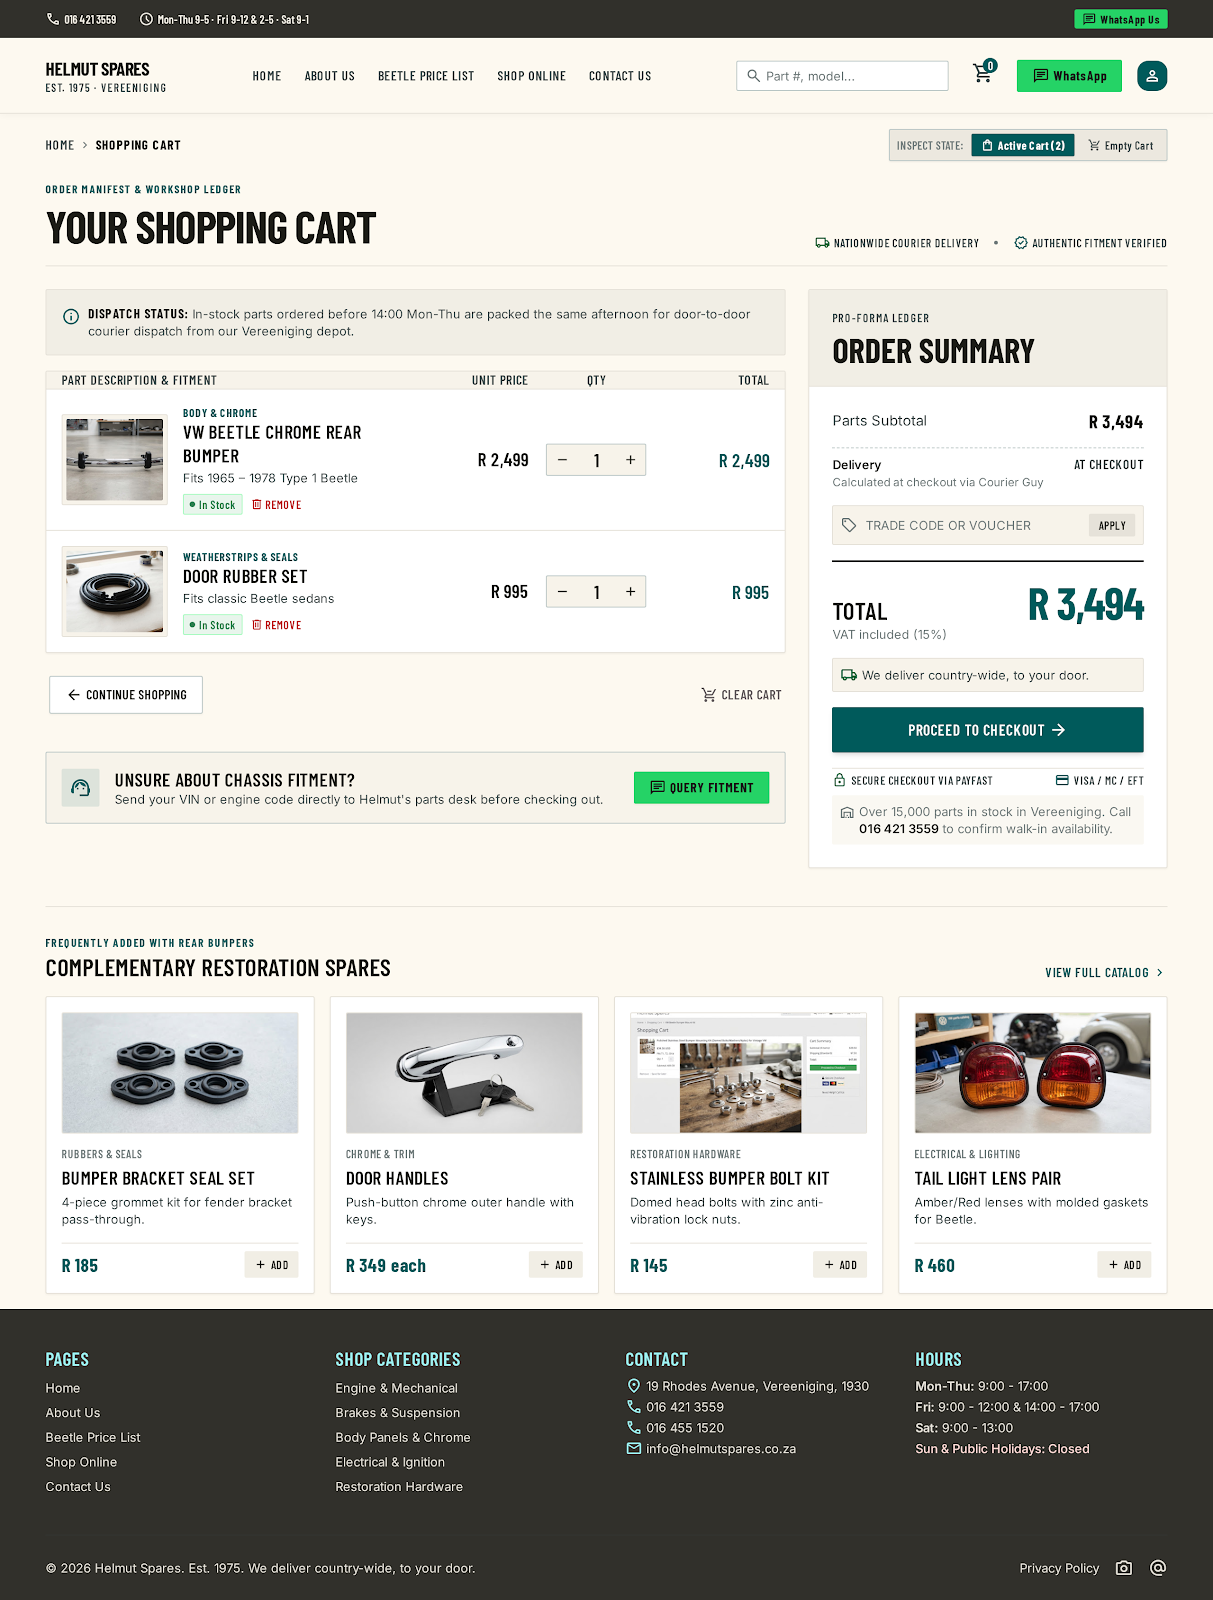 016 421 3559
Mon-Thu 9-5 · Fri 9-12 & 2-5 · Sat 9-1
WhatsApp Us
HELMUT SPARES
EST. 1975 · VEREENIGING
HOME
ABOUT US
BEETLE PRICE LIST
SHOP ONLINE
CONTACT US
Part #, model...
0
WhatsApp
HOME > SHOPPING CART
INSPECT STATE:
Active Cart (2)
Empty Cart
ORDER MANIFEST & WORKSHOP LEDGER
YOUR SHOPPING CART
NATIONWIDE COURIER DELIVERY • AUTHENTIC FITMENT VERIFIED
DISPATCH STATUS: In-stock parts ordered before 14:00 Mon-Thu are packed the same afternoon for door-to-door
courier dispatch from our Vereeniging depot.
PART DESCRIPTION & FITMENT
UNIT PRICE
QTY
TOTAL
BODY & CHROME
VW BEETLE CHROME REAR
BUMPER
Fits 1965 – 1978 Type 1 Beetle
In Stock
REMOVE
R 2,499
− 1 +
R 2,499
WEATHERSTRIPS & SEALS
DOOR RUBBER SET
Fits classic Beetle sedans
In Stock
REMOVE
R 995
− 1 +
R 995
CONTINUE SHOPPING
CLEAR CART
UNSURE ABOUT CHASSIS FITMENT?
Send your VIN or engine code directly to Helmut's parts desk before checking out.
QUERY FITMENT
PRO-FORMA LEDGER
ORDER SUMMARY
Parts Subtotal
R 3,494
Delivery
AT CHECKOUT
Calculated at checkout via Courier Guy
TRADE CODE OR VOUCHER
APPLY
TOTAL
R 3,494
VAT included (15%)
We deliver country-wide, to your door.
PROCEED TO CHECKOUT
SECURE CHECKOUT VIA PAYFAST
VISA / MC / EFT
Over 15,000 parts in stock in Vereeniging. Call
016 421 3559 to confirm walk-in availability.
FREQUENTLY ADDED WITH REAR BUMPERS
COMPLEMENTARY RESTORATION SPARES
VIEW FULL CATALOG
RUBBERS & SEALS
BUMPER BRACKET SEAL SET
4-piece grommet kit for fender bracket
pass-through.
R 185
+ ADD
CHROME & TRIM
DOOR HANDLES
Push-button chrome outer handle with
keys.
R 349 each
+ ADD
Shopping Cart
RESTORATION HARDWARE
STAINLESS BUMPER BOLT KIT
Domed head bolts with zinc anti-
vibration lock nuts.
R 145
+ ADD
ELECTRICAL & LIGHTING
TAIL LIGHT LENS PAIR
Amber/Red lenses with molded gaskets
for Beetle.
R 460
+ ADD
PAGES
Home
About Us
Beetle Price List
Shop Online
Contact Us
SHOP CATEGORIES
Engine & Mechanical
Brakes & Suspension
Body Panels & Chrome
Electrical & Ignition
Restoration Hardware
CONTACT
19 Rhodes Avenue, Vereeniging, 1930
016 421 3559
016 455 1520
info@helmutspares.co.za
HOURS
Mon-Thu: 9:00 - 17:00
Fri: 9:00 - 12:00 & 14:00 - 17:00
Sat: 9:00 - 13:00
Sun & Public Holidays: Closed
© 2026 Helmut Spares. Est. 1975. We deliver country-wide, to your door.
Privacy Policy